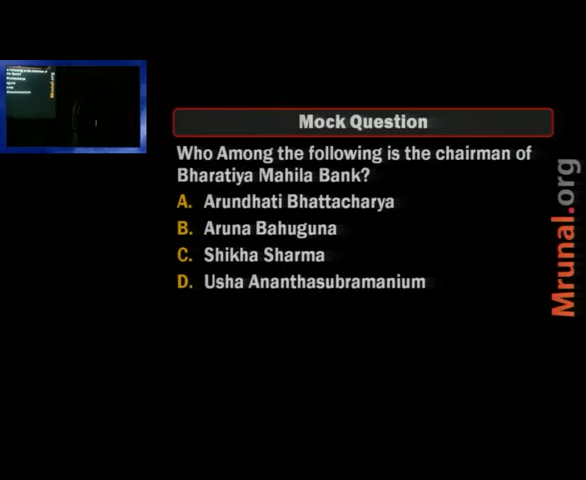 Mock Question
Who Among the following is the chairman of
Bharatiya Mahila Bank?
A. Arundhati Bhattacharya
B. Aruna Bahuguna
C. Shikha Sharma
D. Usha Ananthasubramanium
Mrunal.org